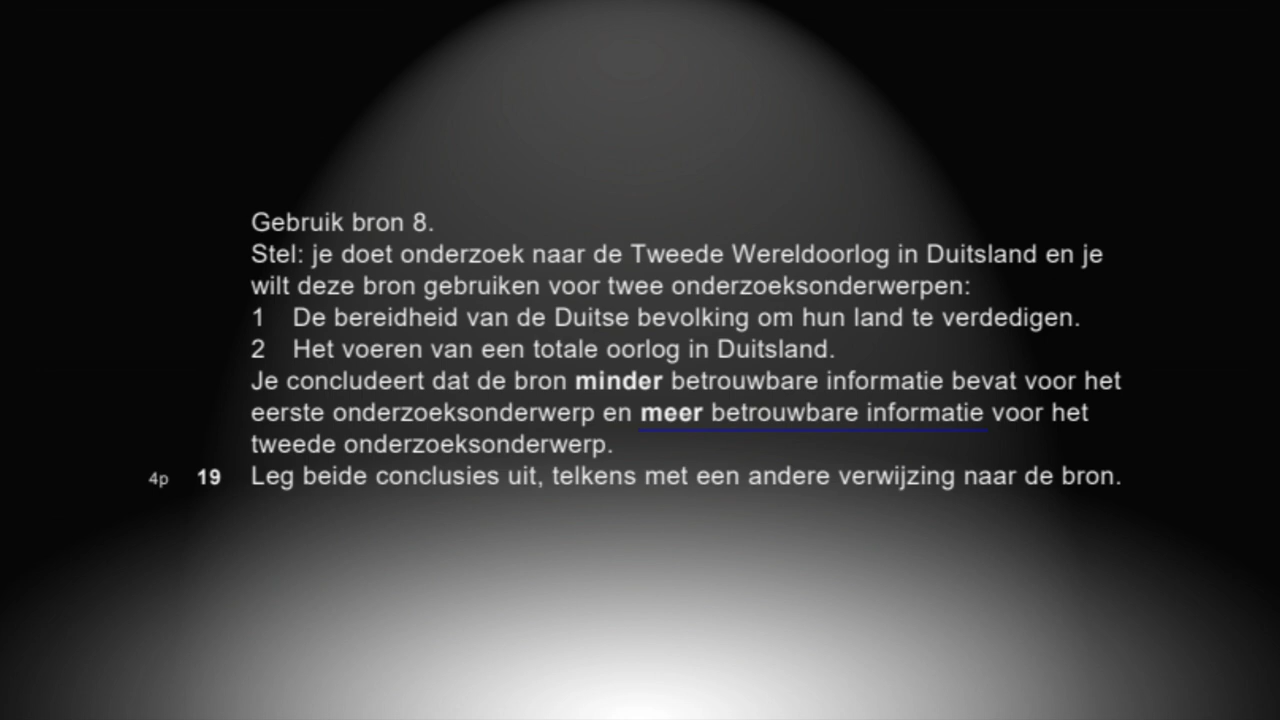 Gebruik bron 8.
Stel: je doet onderzoek naar de Tweede Wereldoorlog in Duitsland en je
wilt deze bron gebruiken voor twee onderzoeksonderwerpen:
1 De bereidheid van de Duitse bevolking om hun land te verdedigen.
2 Het voeren van een totale oorlog in Duitsland.
Je concludeert dat de bron minder betrouwbare informatie bevat voor het
eerste onderzoeksonderwerp en meer betrouwbare informatie voor het
tweede onderzoeksonderwerp.
4p 19 Leg beide conclusies uit, telkens met een andere verwijzing naar de bron.